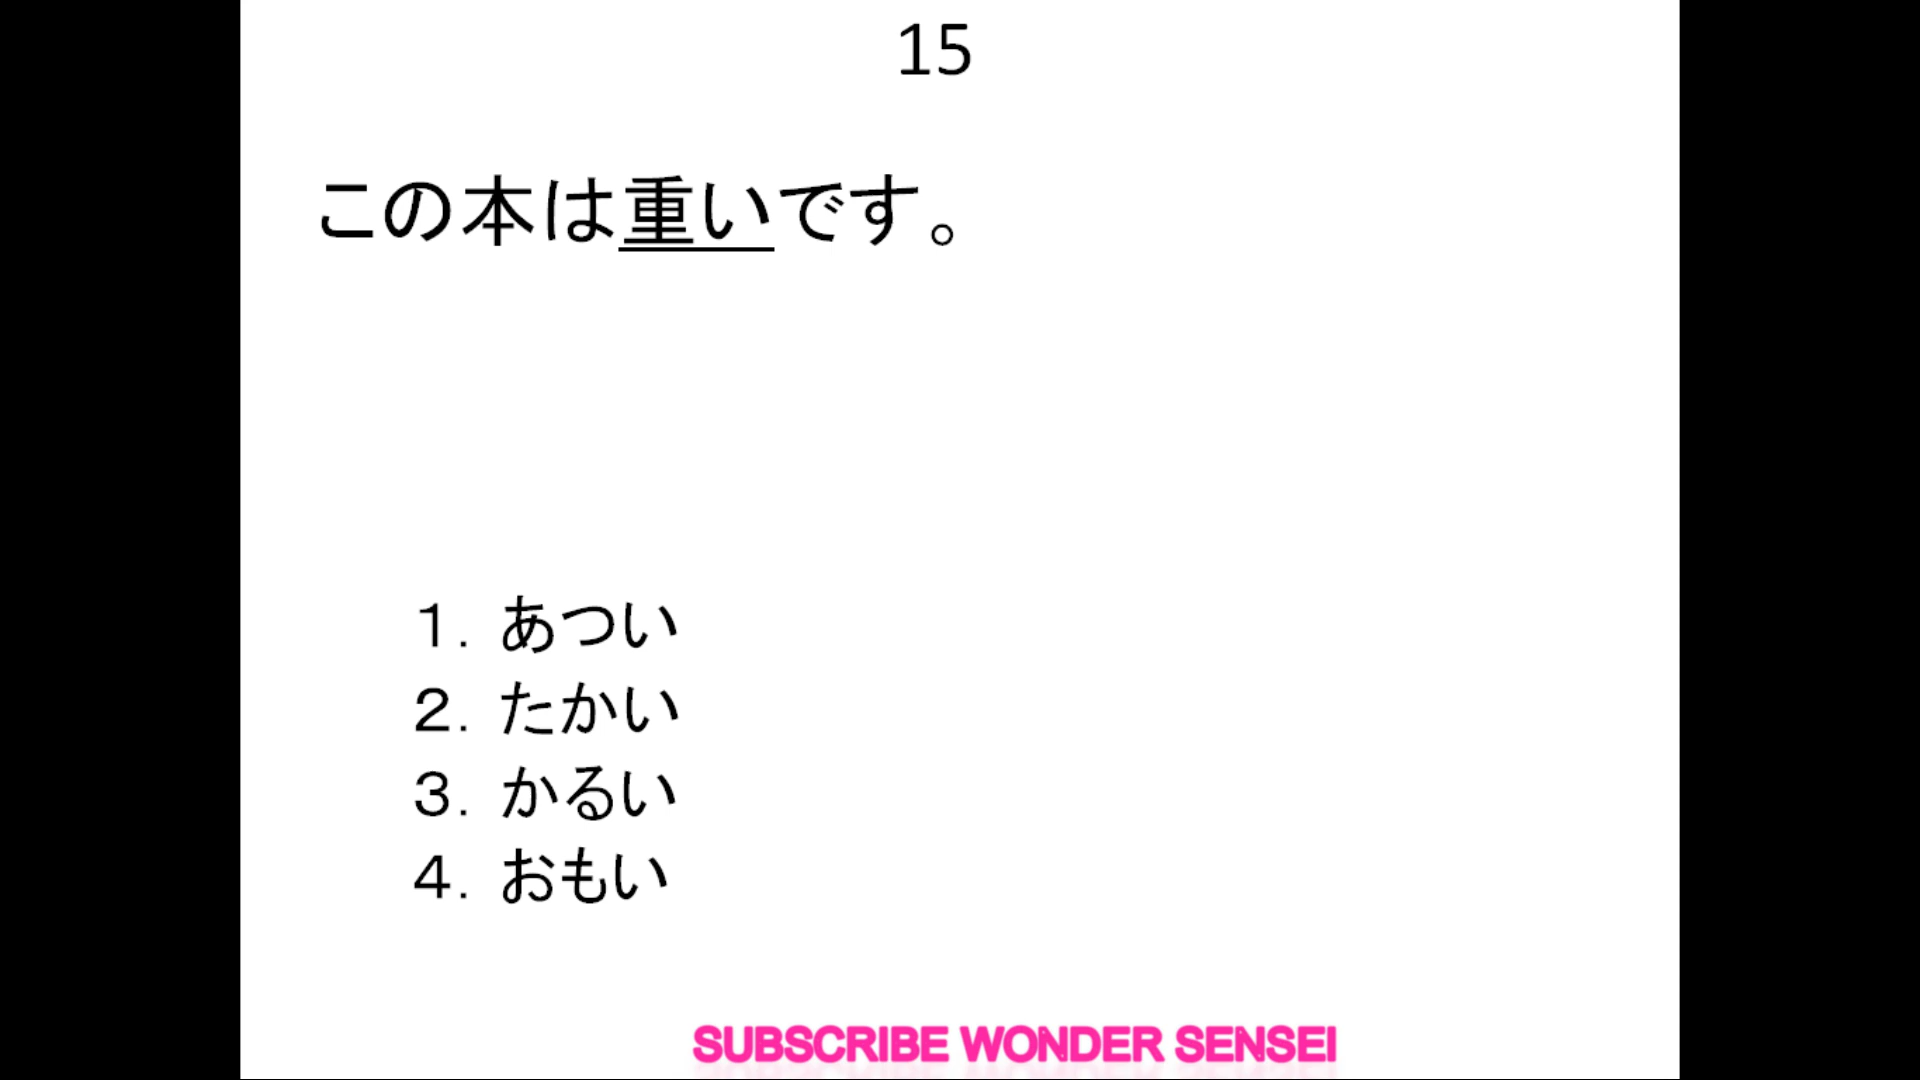 15
この本は重いです。
１. あつい
２. たかい
３. かるい
４. おもい
SUBSCRIBE WONDER SENSEI